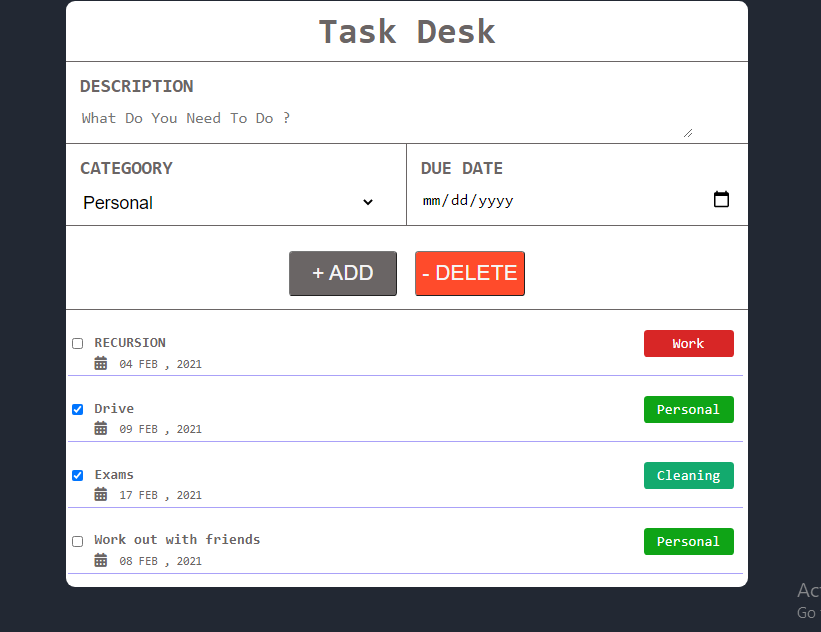 Task Desk
DESCRIPTION
What Do You Need To Do ?
CATEGOORY
DUE DATE
Personal
mm/dd/yyyy
+ ADD
- DELETE
RECURSION
Work
04 FEB , 2021
Drive
Personal
09 FEB , 2021
Exams
Cleaning
17 FEB , 2021
Work out with friends
Personal
08 FEB , 2021
Go